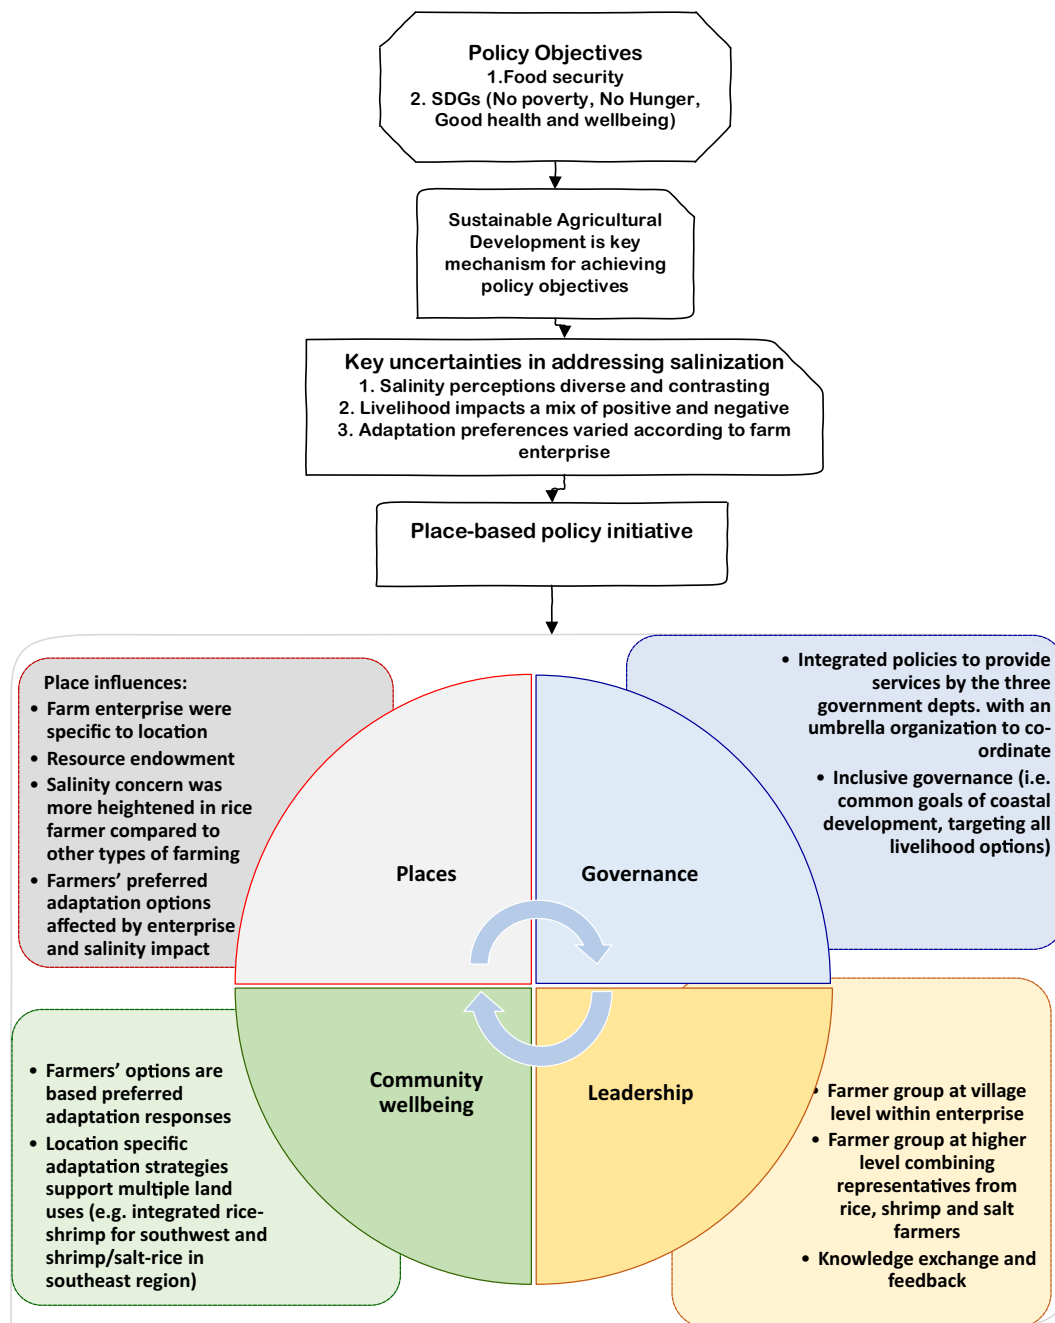 Policy Objectives
1.Food security
2. SDGs (No poverty, No Hunger,
Good health and wellbeing)
Sustainable Agricultural
Development is key
mechanism for achieving
policy objectives
Key uncertainties in addressing salinization
1. Salinity perceptions diverse and contrasting
2. Livelihood impacts a mix of positive and negative
3. Adaptation preferences varied according to farm
enterprise
Place-based policy initiative
Place influences:
• Farm enterprise were
specific to location
• Resource endowment
• Salinity concern was
more heightened in rice
farmer compared to
other types of farming
• Farmers' preferred
adaptation options
affected by enterprise
and salinity impact
• Integrated policies to provide
services by the three
government depts. with an
umbrella organization to co-
ordinate
• Inclusive governance (i.e.
common goals of coastal
development, targeting all
livelihood options)
Places
Governance
Community
wellbeing
Leadership
• Farmers' options are
based preferred
adaptation responses
• Location specific
adaptation strategies
support multiple land
uses (e.g. integrated rice-
shrimp for southwest and
shrimp/salt-rice in
southeast region)
• Farmer group at village
level within enterprise
• Farmer group at higher
level combining
representatives from
rice, shrimp and salt
farmers
• Knowledge exchange and
feedback